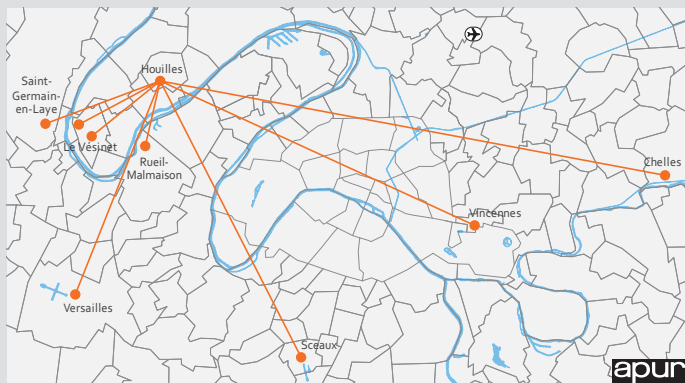 Houilles
Saint-
Germain-
en-Laye
Le Vésinet
Rueil-
Malmaison
Chelles
Vincennes
Versailles
Sceaux
apur